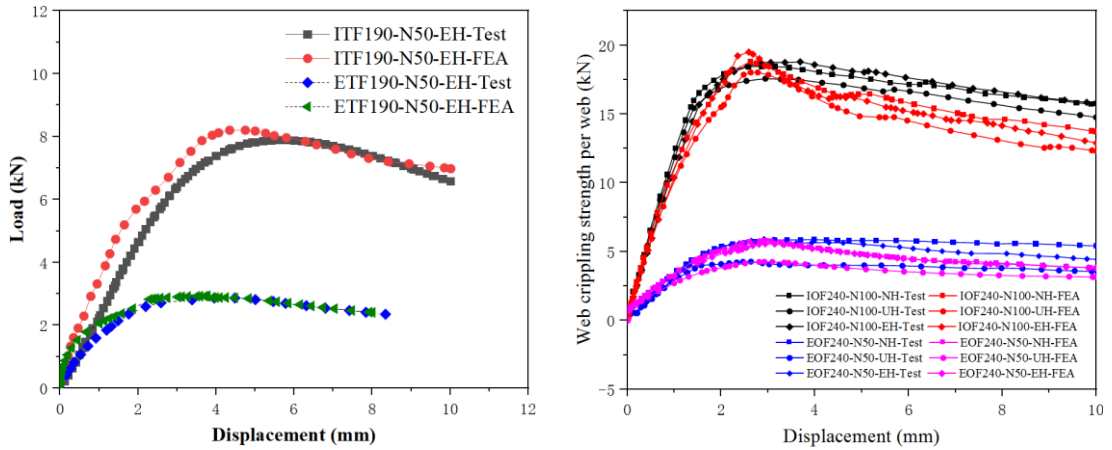 12
10
8
6
4
2
0
Load (kN)
ITF190-N50-EH-Test
ITF190-N50-EH-FEA
ETF190-N50-EH-Test
ETF190-N50-EH-FEA
0 2 4 6 8 10 12
Displacement (mm)
20
15
10
5
0
−5
Web crippling strength per web (kN)
IOF240-N100-NH-Test IOF240-N100-NH-FEA
IOF240-N100-UH-Test IOF240-N100-UH-FEA
IOF240-N100-EH-Test IOF240-N100-EH-FEA
EOF240-N50-NH-Test EOF240-N50-NH-FEA
EOF240-N50-UH-Test EOF240-N50-UH-FEA
EOF240-N50-EH-Test EOF240-N50-EH-FEA
0 2 4 6 8 10
Displacement (mm)